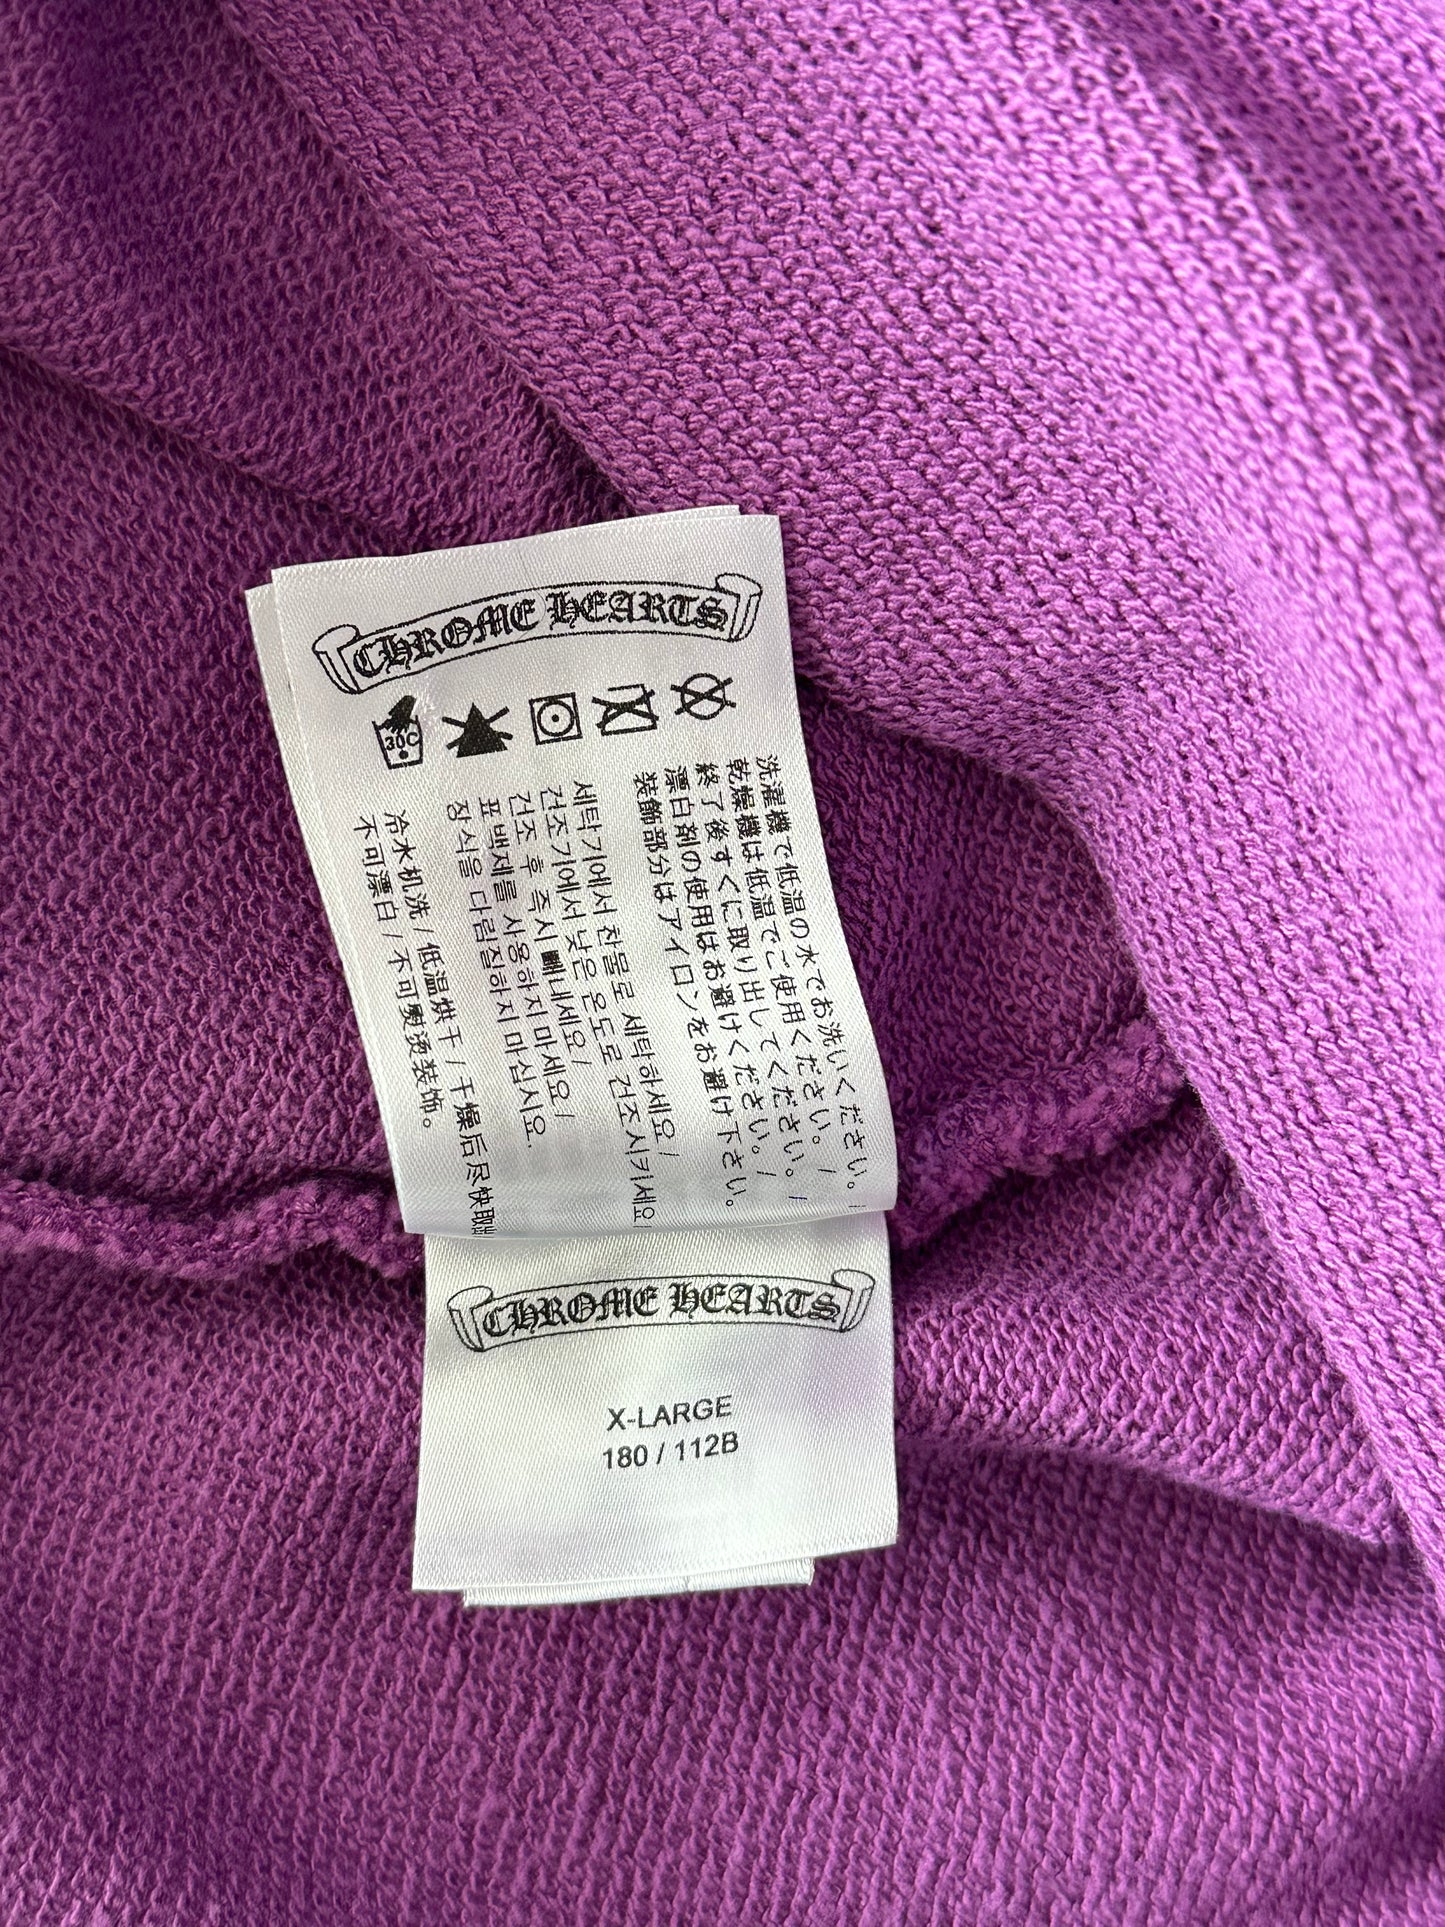 CHROME HEARTS
30C
洗濯機で低温の水でお洗いください。/
乾燥機は低温でご使用ください。/
終了後すぐに取り出してください。/
漂白剤の使用はお避けください。/
装飾部分はアイロンをお避け下さい。
세탁기에서 찬물로 세탁하세요/
건조기에서 낮은 온도로 건조시키세요/
건조 후 즉시 빼내세요/
표백제를 사용하지 마세요/
장식을 다림질하지 마십시요.
冷水机洗/低温烘干/干燥后尽快取出
不可漂白/不可熨烫装饰。
CHROME HEARTS
X-LARGE
180 / 112B